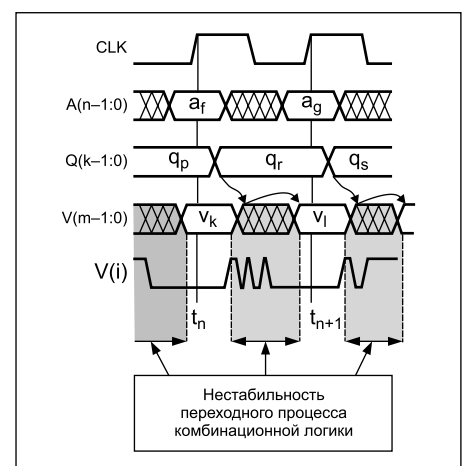 CLK
A(n–1:0) a_f a_g
Q(k–1:0) q_p q_r q_s
V(m–1:0) v_k v_l
V(i)
t_n t_n+1
Нестабильность
переходного процесса
комбинационной логики